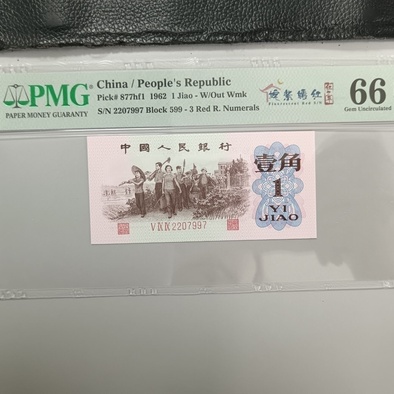 PMG
PAPER MONEY GUARANTY
China / People's Republic
Pick# 877hf1 1962 1 Jiao - W/Out Wmk
S/N 2207997 Block 599 - 3 Red R. Numerals
66
Gem Uncirculated
中國人民銀行
壹角
1
YI
JIAO
2207997